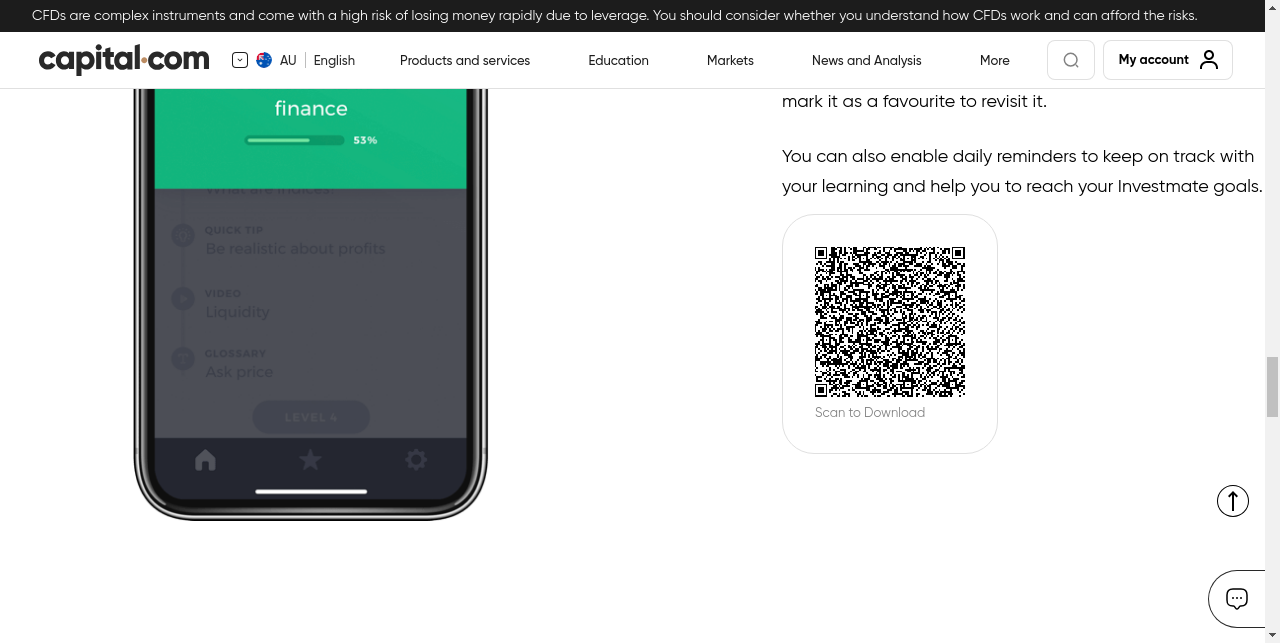 CFDs are complex instruments and come with a high risk of losing money rapidly due to leverage. You should consider whether you understand how CFDs work and can afford the risks.
capital.com
AU
English
Products and services
Education
Markets
News and Analysis
More
My account
finance
53%
What are indices?
QUICK TIP
Be realistic about profits
VIDEO
Liquidity
GLOSSARY
Ask price
LEVEL 4
mark it as a favourite to revisit it.
You can also enable daily reminders to keep on track with
your learning and help you to reach your Investmate goals.
Scan to Download